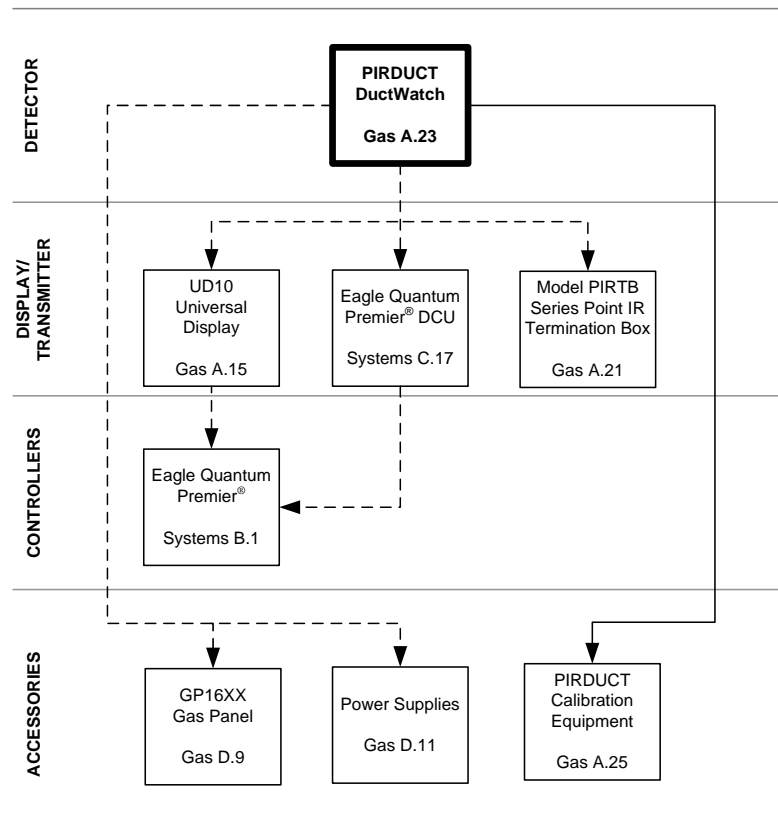 DETECTOR
PIRDUCT
DuctWatch
Gas A.23
DISPLAY/
TRANSMITTER
UD10
Universal
Display
Gas A.15
Eagle Quantum
Premier® DCU
Systems C.17
Model PIRTB
Series Point IR
Termination Box
Gas A.21
CONTROLLERS
Eagle Quantum
Premier®
Systems B.1
ACCESSORIES
GP16XX
Gas Panel
Gas D.9
Power Supplies
Gas D.11
PIRDUCT
Calibration
Equipment
Gas A.25